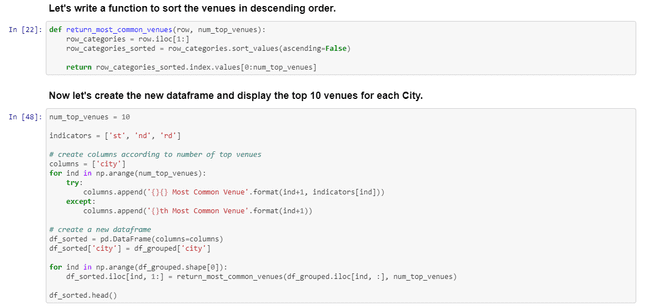 Let's write a function to sort the venues in descending order.
In [22]: def return_most_common_venues(row, num_top_venues):
    row_categories = row.iloc[1:]
    row_categories_sorted = row_categories.sort_values(ascending=False)

    return row_categories_sorted.index.values[0:num_top_venues]
Now let's create the new dataframe and display the top 10 venues for each City.
In [48]: num_top_venues = 10

indicators = ['st', 'nd', 'rd']

# create columns according to number of top venues
columns = ['city']
for ind in np.arange(num_top_venues):
    try:
        columns.append('{}{} Most Common Venue'.format(ind+1, indicators[ind]))
    except:
        columns.append('{}th Most Common Venue'.format(ind+1))

# create a new dataframe
df_sorted = pd.DataFrame(columns=columns)
df_sorted['city'] = df_grouped['city']

for ind in np.arange(df_grouped.shape[0]):
    df_sorted.iloc[ind, 1:] = return_most_common_venues(df_grouped.iloc[ind, :], num_top_venues)

df_sorted.head()